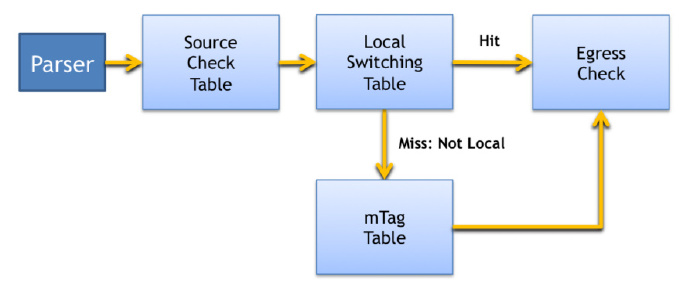 Parser
Source
Check
Table
Local
Switching
Table
Hit
Egress
Check
Miss: Not Local
mTag
Table